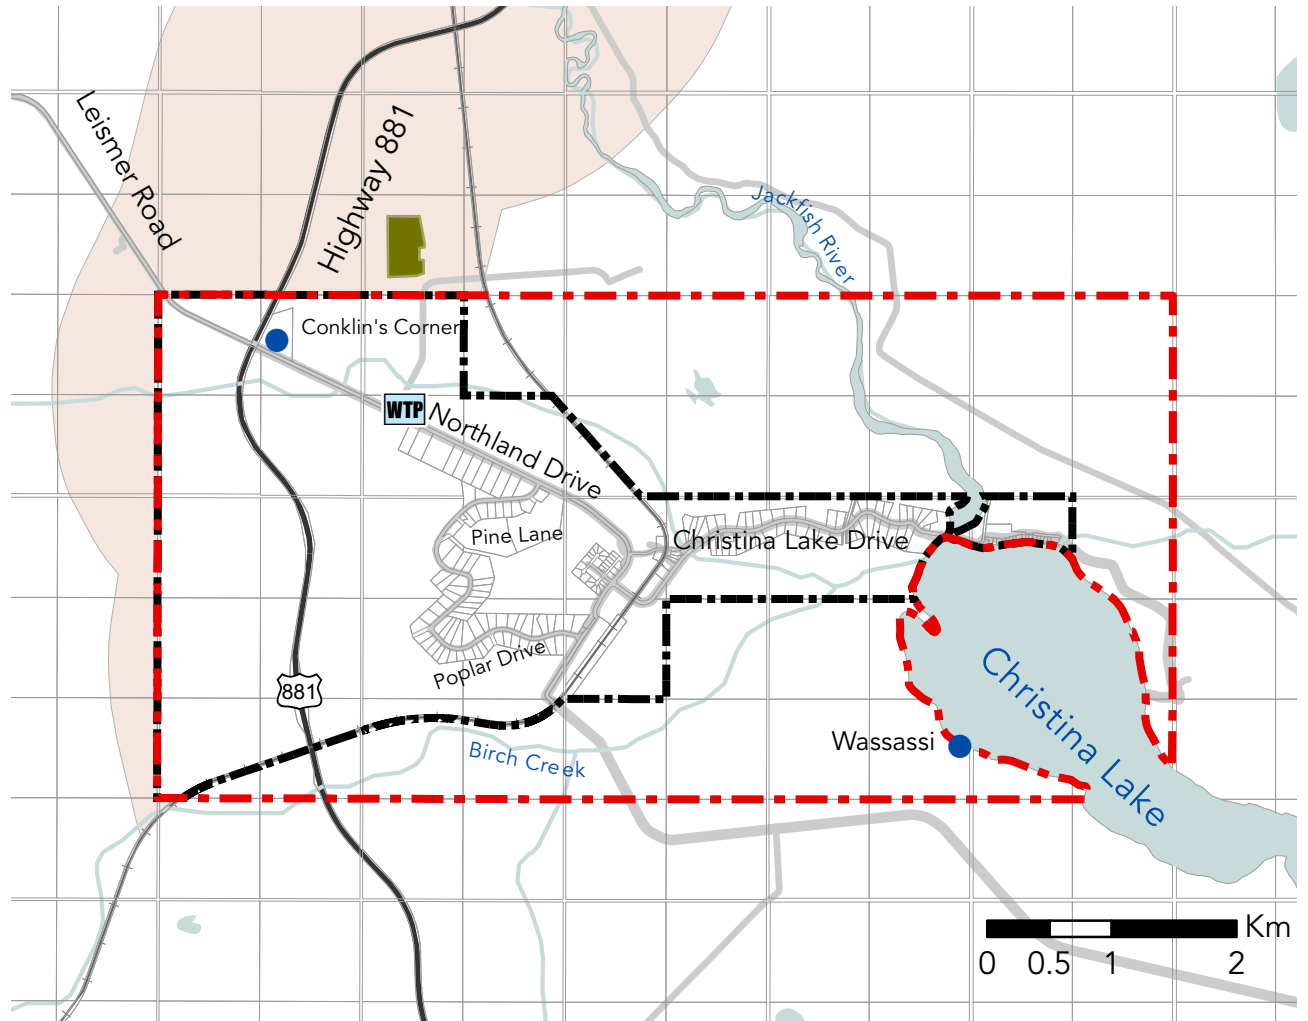 Leismer Road
Highway 881
Jackfish River
Conklin's Corner
WTP
Northland Drive
Pine Lane
Christina Lake Drive
Poplar Drive
881
Christina Lake
Wassassi
Birch Creek
Km
0 0.5 1 2